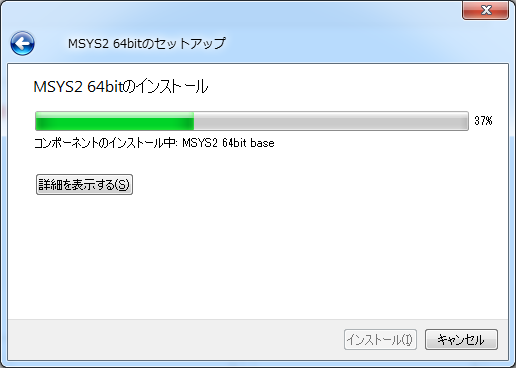 MSYS2 64bitのセットアップ
MSYS2 64bitのインストール
37%
コンポーネントのインストール中: MSYS2 64bit base
詳細を表示する(S)
インストール(I)
キャンセル